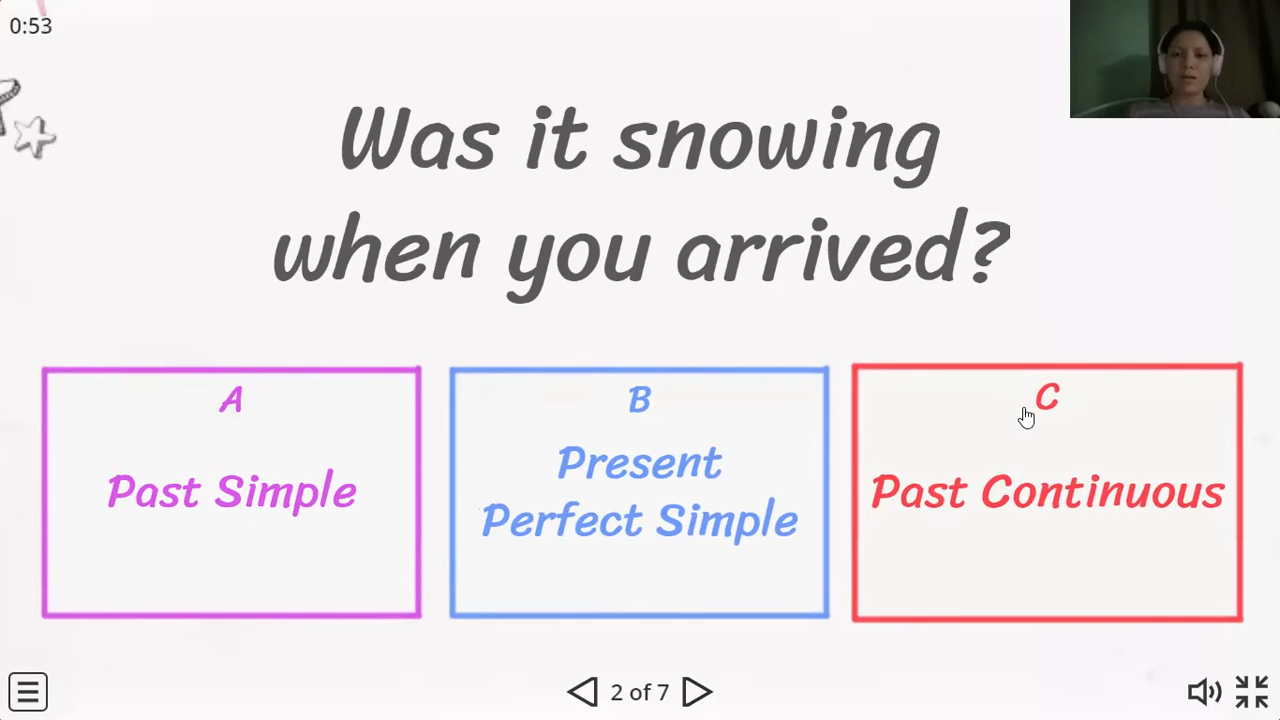 0:53
Was it snowing
when you arrived?
A
Past Simple
B
Present
Perfect Simple
C
Past Continuous
2 of 7